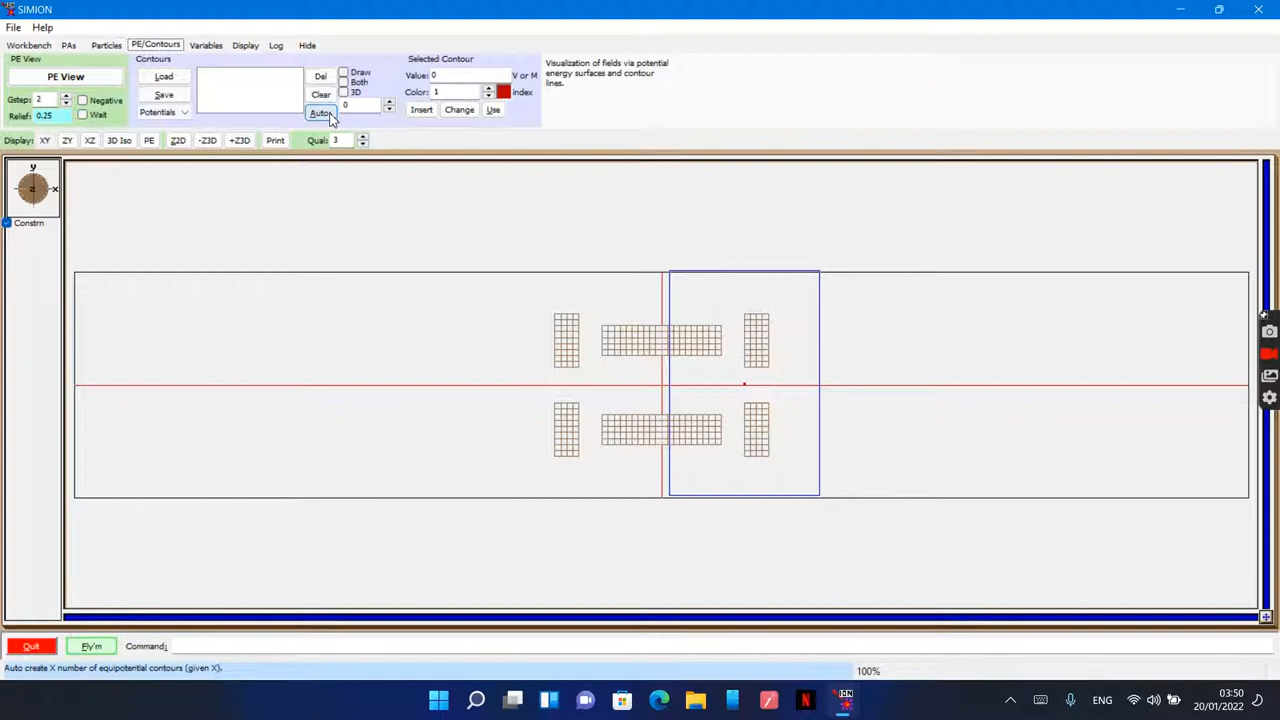 SIMION
File Help
Workbench PAs Particles PE/Contours Variables Display Log Hide
PE View
PE View
Gstep: 2 Negative
Relief: 0.25 Wait
Contours
Load
Save
Potentials
Del
Clear
Auto
Draw
Both
3D
0
Selected Contour
Value: 0 V or M
Color: 1 index
Insert Change Use
Visualization of fields via potential
energy surfaces and contour
lines.
Display: XY ZY XZ 3D Iso PE Z2D -Z3D +Z3D Print Qual: 3
y
z x
Constrn
Quit Fly'm Command:
Auto create X number of equipotential contours (given X). 100%
ION
ENG 03:50
20/01/2022